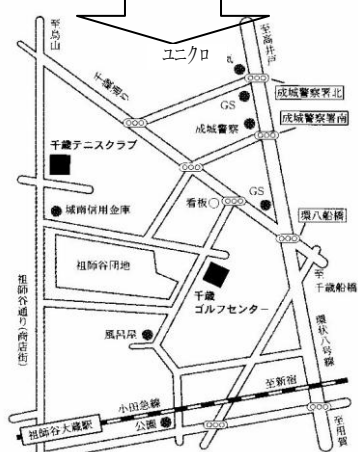 ユニクロ
至烏山
至高井戸
千歳通り
GS
成城警察署北
成城警察
成城警察署南
千歳テニスクラブ
城南信用金庫
看板
GS
環八船橋
祖師谷団地
至千歳船橋
千歳
ゴルフセンター
祖師谷通り(商店街)
環状八号線
風呂屋
至新宿
小田急線
公園
祖師谷大蔵駅
至用賀